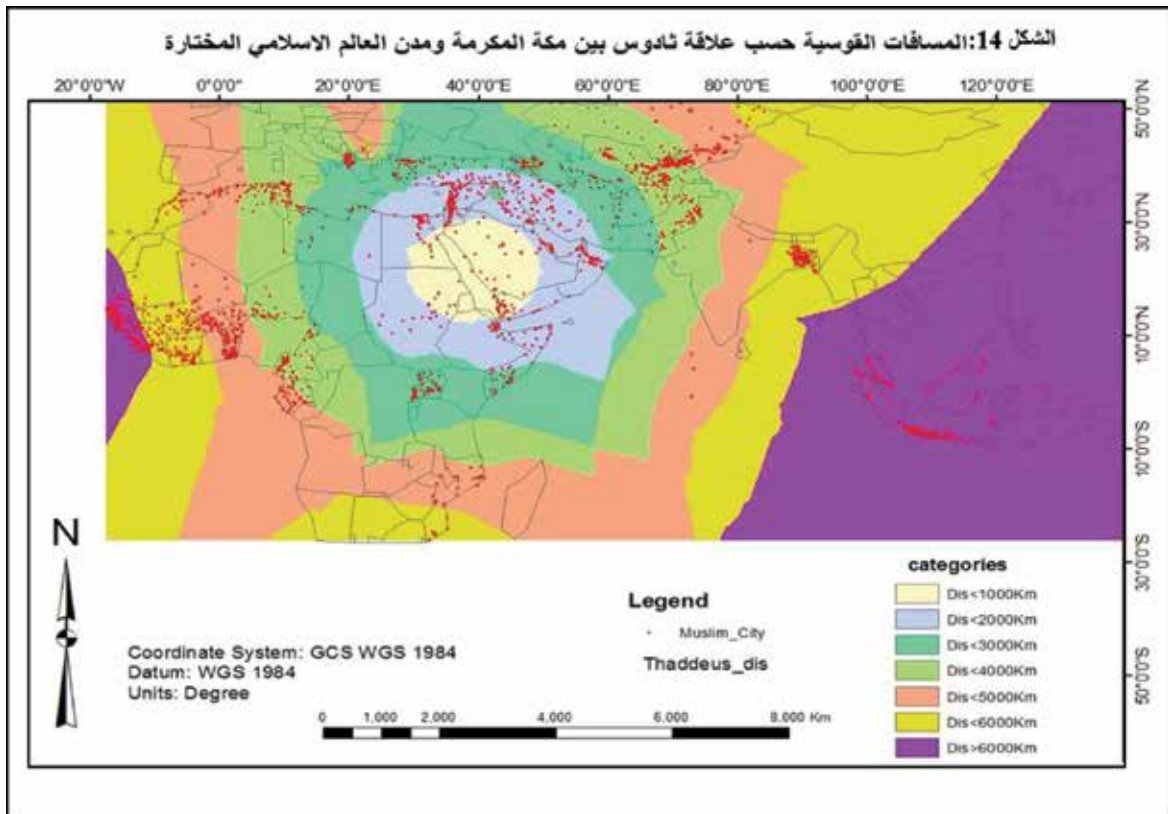 الشكل 14:المسافات القوسية حسب علاقة ثادوس بين مكة المكرمة ومدن العالم الاسلامي المختارة
20°0'0"W 0°0'0"E 20°0'0"E 40°0'0"E 60°0'0"E 80°0'0"E 100°0'0"E 120°0'0"E
50°0'0"N
30°0'0"N
10°0'0"N
10°0'0"S
30°0'0"S
50°0'0"S
N
Coordinate System: GCS WGS 1984
Datum: WGS 1984
Units: Degree
Legend
Muslim_City
Thaddeus_dis
0 1,000 2,000 4,000 6,000 8,000 Km
categories
Dis<1000Km
Dis<2000Km
Dis<3000Km
Dis<4000Km
Dis<5000Km
Dis<6000Km
Dis>6000Km